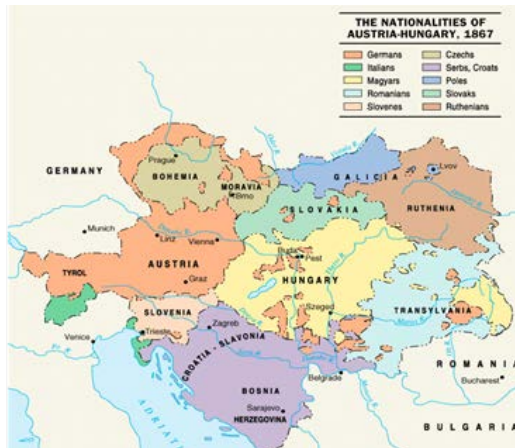 THE NATIONALITIES OF
AUSTRIA-HUNGARY, 1867
Germans
Italians
Magyars
Romanians
Slovenes
Czechs
Serbs, Croats
Poles
Slovaks
Ruthenians
GERMANY
Prague
BOHEMIA
MORAVIA
Brno
GALICIA
Lvov
SLOVAKIA
RUTHENIA
Munich
Linz
Vienna
Buda
Pest
AUSTRIA
TYROL
Graz
HUNGARY
SLOVENIA
Szeged
TRANSYLVANIA
Venice
Trieste
Zagreb
CROATIA - SLAVONIA
Belgrade
ROMANIA
Bucharest
BOSNIA
HERZEGOVINA
Sarajevo
ADRIATIC
BULGARIA